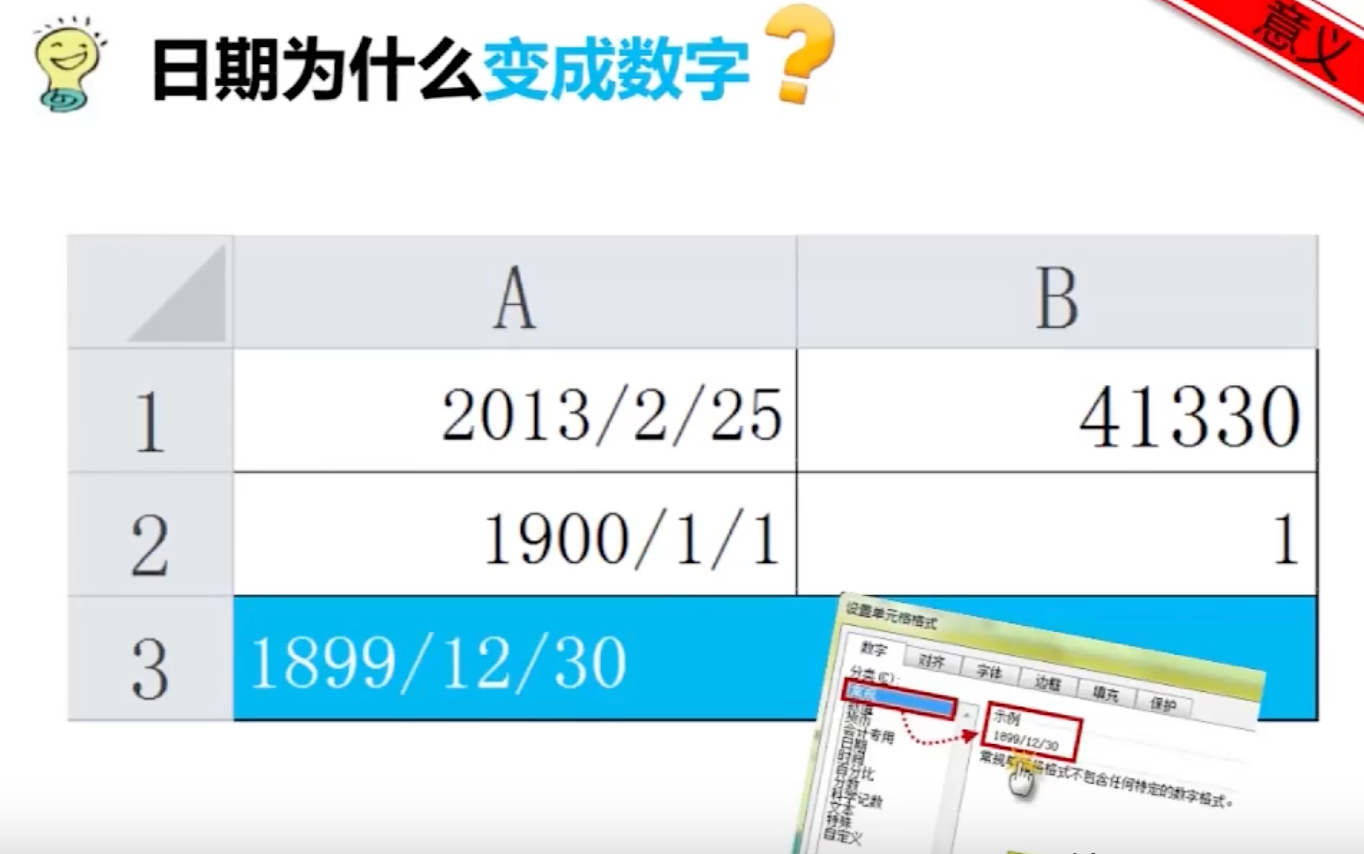 日期为什么变成数字?
意义
A B
1 2013/2/25 41330
2 1900/1/1 1
3 1899/12/30
设置单元格格式
数字 对齐 字体 边框 填充 保护
分类(C):
常规
数值
货币
会计专用
日期
时间
百分比
分数
科学记数
文本
特殊
自定义
示例
1899/12/30
常规单元格格式不包含任何特定的数字格式。